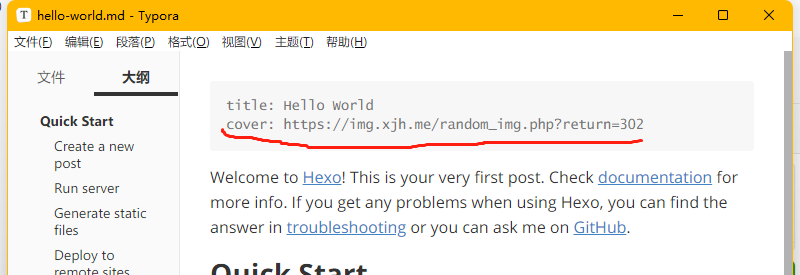 hello-world.md - Typora
文件(F) 编辑(E) 段落(P) 格式(O) 视图(V) 主题(T) 帮助(H)
文件 大纲
Quick Start
Create a new
post
Run server
Generate static
files
Deploy to
remote sites
title: Hello World
cover: https://img.xjh.me/random_img.php?return=302
Welcome to Hexo! This is your very first post. Check documentation for
more info. If you get any problems when using Hexo, you can find the
answer in troubleshooting or you can ask me on GitHub.
Quick Start